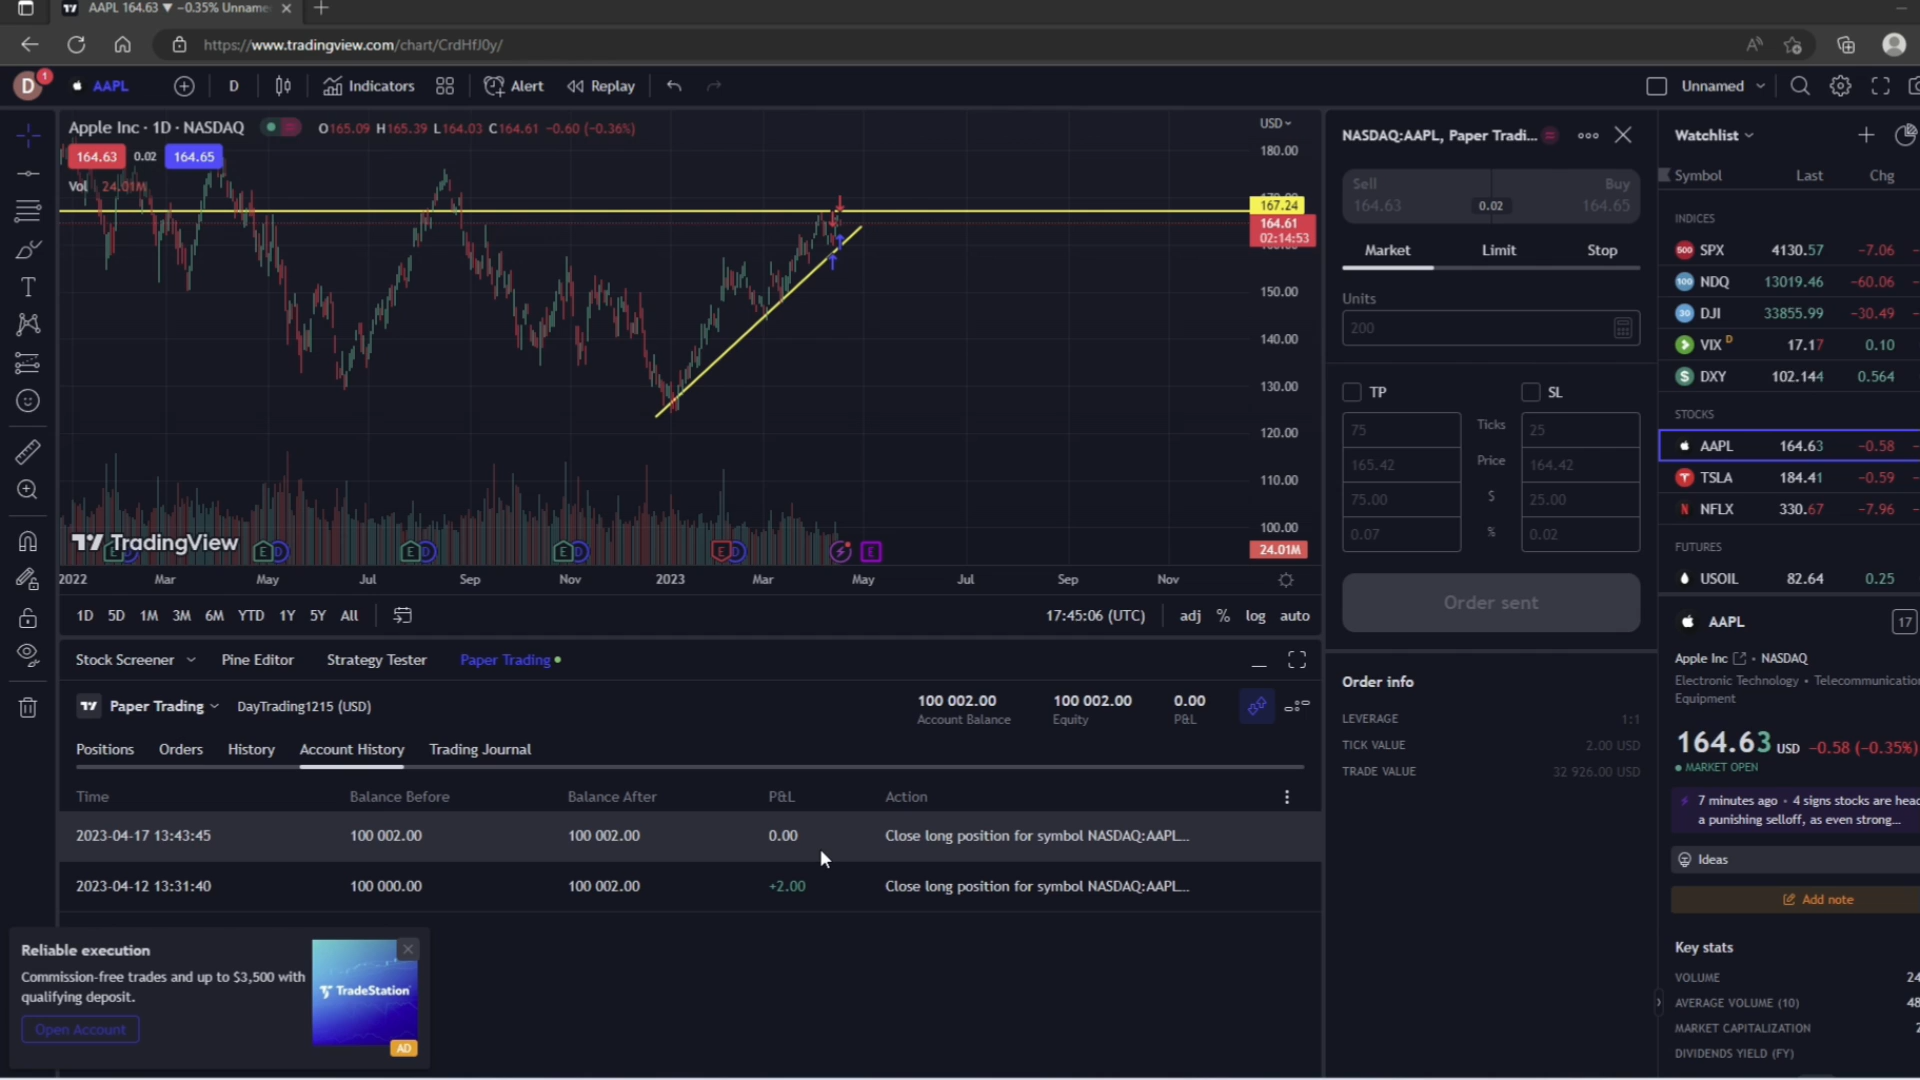 AAPL 164.63 ▼ −0.35% Unname
https://www.tradingview.com/chart/CrdHfJ0y/
D 1 AAPL D Indicators Alert Replay Unnamed
Apple Inc · 1D · NASDAQ O165.09 H165.39 L164.03 C164.61 −0.60 (−0.36%)
USD
164.63 0.02 164.65
Vol 24.01M
180.00
167.24
164.61
02:14:53
150.00
140.00
130.00
120.00
110.00
100.00
24.01M
TradingView
E D E D E D E D E D E
2022 Mar May Jul Sep Nov 2023 Mar May Jul Sep Nov
1D 5D 1M 3M 6M YTD 1Y 5Y All 17:45:06 (UTC) adj % log auto
Stock Screener Pine Editor Strategy Tester Paper Trading
Paper Trading DayTrading1215 (USD)
100 002.00 100 002.00 0.00
Account Balance Equity P&L
Positions Orders History Account History Trading Journal
Time Balance Before Balance After P&L Action
2023-04-17 13:43:45 100 002.00 100 002.00 0.00 Close long position for symbol NASDAQ:AAPL...
2023-04-12 13:31:40 100 000.00 100 002.00 +2.00 Close long position for symbol NASDAQ:AAPL...
Reliable execution
Commission-free trades and up to $3,500 with
qualifying deposit.
Open Account
TradeStation
AD
NASDAQ:AAPL, Paper Tradi...
Sell Buy
164.63 0.02 164.65
Market Limit Stop
Units
200
TP SL
75 Ticks 25
165.42 Price 164.42
75.00 $ 25.00
0.07 % 0.02
Order sent
Order info
LEVERAGE 1:1
TICK VALUE 2.00 USD
TRADE VALUE 32 926.00 USD
Watchlist
Symbol Last Chg
INDICES
500 SPX 4130.57 −7.06
100 NDQ 13019.46 −60.06
30 DJI 33855.99 −30.49
VIX D 17.17 0.10
$ DXY 102.144 0.564
STOCKS
AAPL 164.63 −0.58
T TSLA 184.41 −0.59
N NFLX 330.67 −7.96
FUTURES
USOIL 82.64 0.25
AAPL 17
Apple Inc • NASDAQ
Electronic Technology • Telecommunication
Equipment
164.63 USD −0.58 (−0.35%)
MARKET OPEN
7 minutes ago • 4 signs stocks are head
a punishing selloff, as even strong...
Ideas
Add note
Key stats
VOLUME 24
AVERAGE VOLUME (10) 48
MARKET CAPITALIZATION 2
DIVIDENDS YIELD (FY)